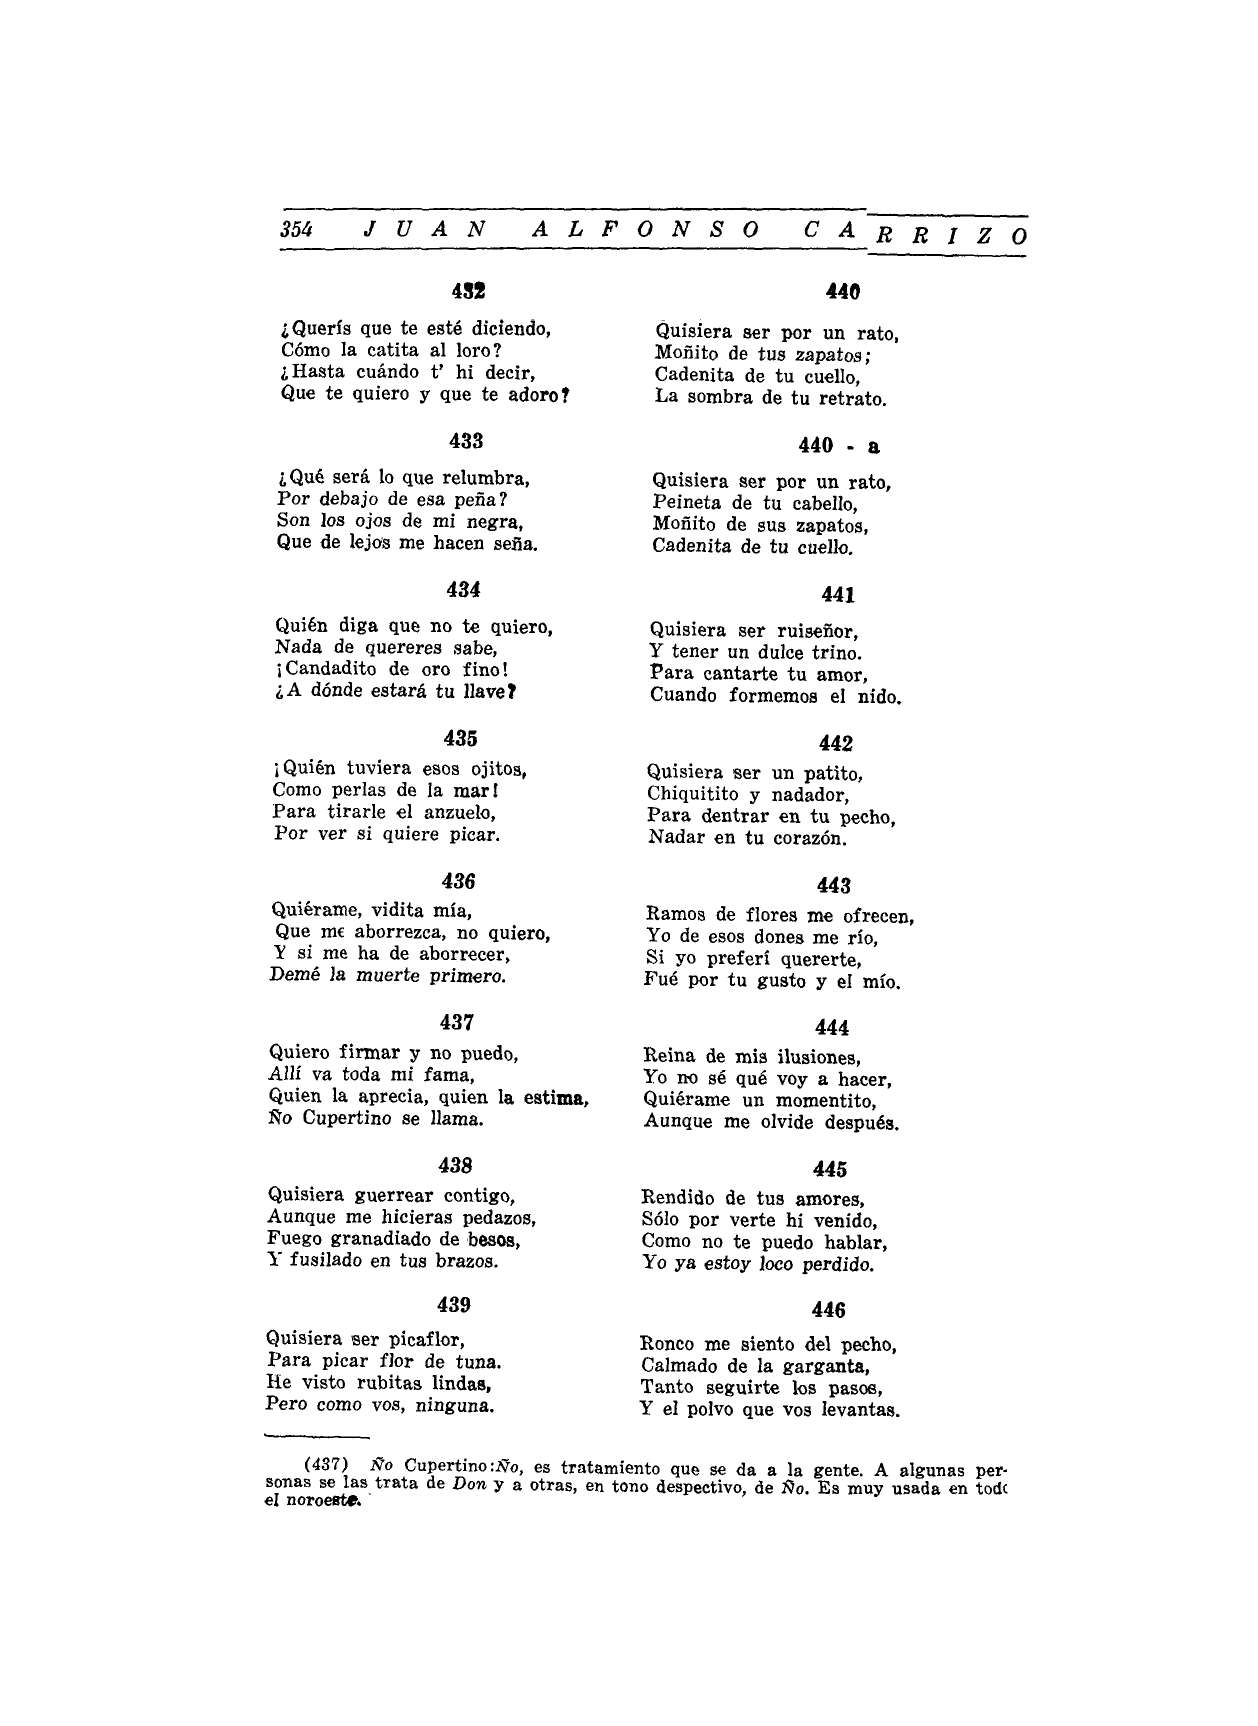 354 JUAN ALFONSO CARRIZO
432
¿Querís que te esté diciendo,
Cómo la catita al loro?
¿Hasta cuándo t' hi decir,
Que te quiero y que te adoro?
433
¿Qué será lo que relumbra,
Por debajo de esa peña?
Son los ojos de mi negra,
Que de lejos me hacen seña.
434
Quién diga que no te quiero,
Nada de quereres sabe,
¡Candadito de oro fino!
¿A dónde estará tu llave?
435
¡Quién tuviera esos ojitos,
Como perlas de la mar!
Para tirarle el anzuelo,
Por ver si quiere picar.
436
Quiérame, vidita mía,
Que me aborrezca, no quiero,
Y si me ha de aborrecer,
Demé la muerte primero.
437
Quiero firmar y no puedo,
Allí va toda mi fama,
Quien la aprecia, quien la estima,
Ño Cupertino se llama.
438
Quisiera guerrear contigo,
Aunque me hicieras pedazos,
Fuego granadiado de besos,
Y fusilado en tus brazos.
439
Quisiera ser picaflor,
Para picar flor de tuna.
He visto rubitas lindas,
Pero como vos, ninguna.
440
Quisiera ser por un rato,
Moñito de tus zapatos;
Cadenita de tu cuello,
La sombra de tu retrato.
440 - a
Quisiera ser por un rato,
Peineta de tu cabello,
Moñito de sus zapatos,
Cadenita de tu cuello.
441
Quisiera ser ruiseñor,
Y tener un dulce trino.
Para cantarte tu amor,
Cuando formemos el nido.
442
Quisiera ser un patito,
Chiquitito y nadador,
Para dentrar en tu pecho,
Nadar en tu corazón.
443
Ramos de flores me ofrecen,
Yo de esos dones me río,
Si yo preferí quererte,
Fué por tu gusto y el mío.
444
Reina de mis ilusiones,
Yo no sé qué voy a hacer,
Quiérame un momentito,
Aunque me olvide después.
445
Rendido de tus amores,
Sólo por verte hi venido,
Como no te puedo hablar,
Yo ya estoy loco perdido.
446
Ronco me siento del pecho,
Calmado de la garganta,
Tanto seguirte los pasos,
Y el polvo que vos levantas.
(437) Ño Cupertino:Ño, es tratamiento que se da a la gente. A algunas per-
sonas se las trata de Don y a otras, en tono despectivo, de Ño. Es muy usada en todo
el noroeste.